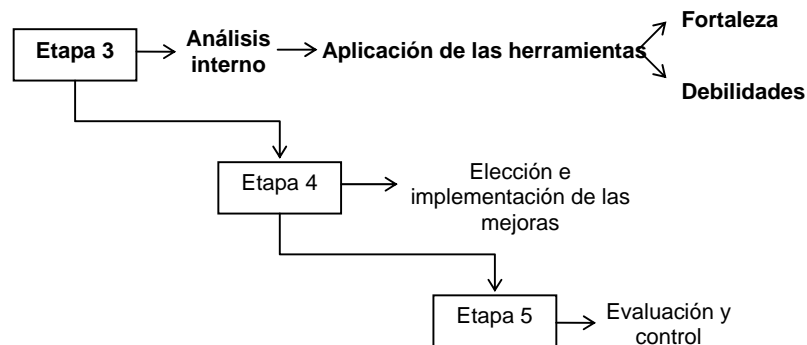 Etapa 3
Análisis
interno
Aplicación de las herramientas
Fortaleza
Debilidades
Etapa 4
Elección e
implementación de las
mejoras
Etapa 5
Evaluación y
control